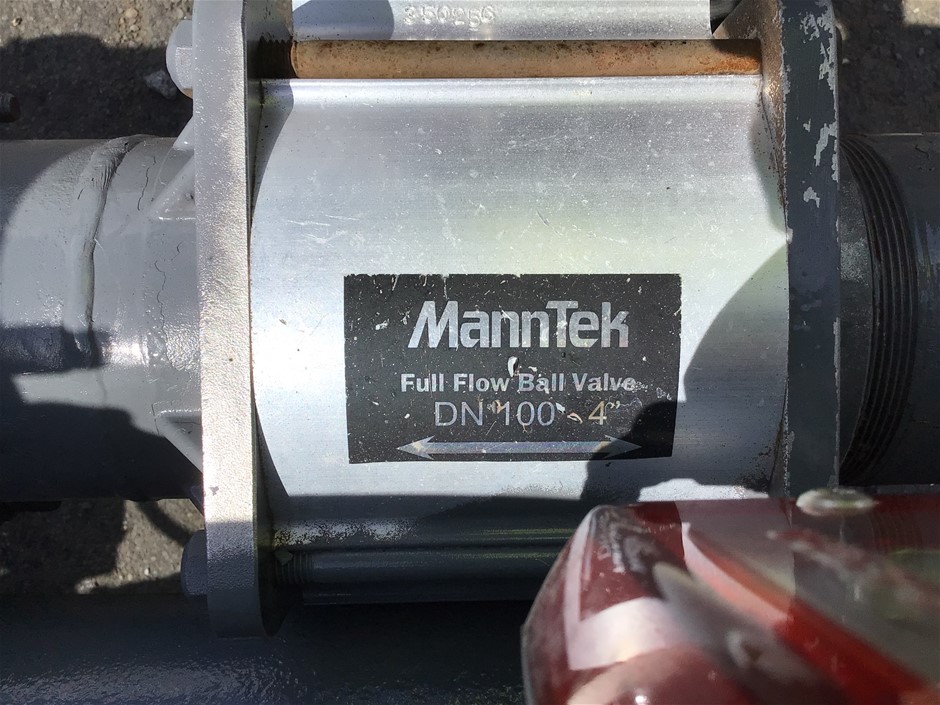 MannTek
Full Flow Ball Valve
DN 100 - 4"